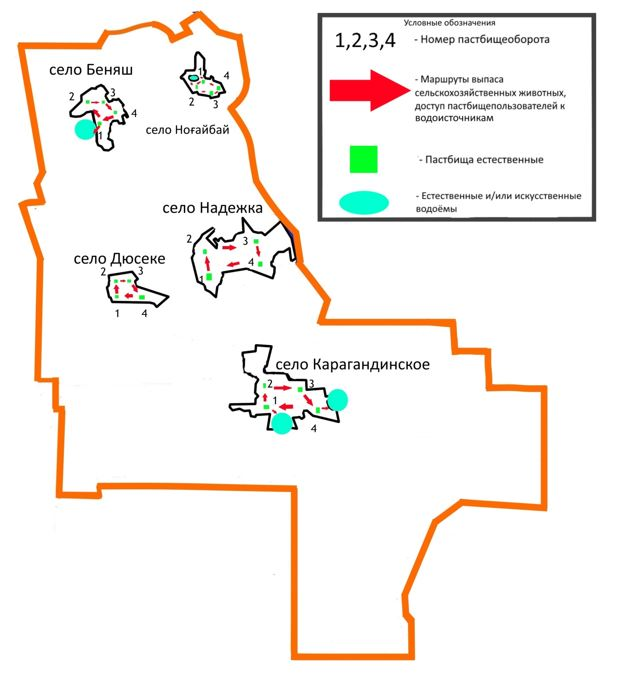 Условные обозначения
1,2,3,4 - Номер пастбищеоборота
- Маршруты выпаса
сельскохозяйственных животных,
доступ пастбищепользователей к
водоисточникам
- Пастбища естественные
- Естественные и/или искусственные
водоёмы
село Беняш
2 3
4
1
1 4
2 3
село Ноғайбай
село Надежка
2 3
1 4
село Дюсеке
2 3
1 4
село Карагандинское
2 3
1
4